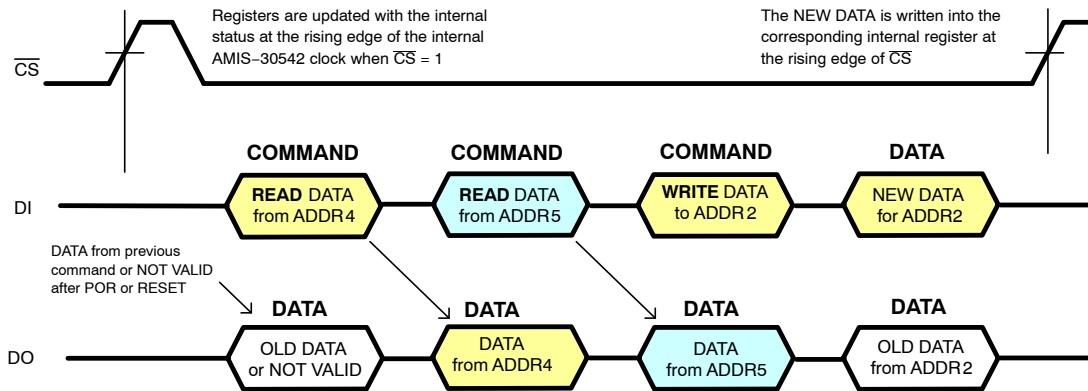 Registers are updated with the internal
status at the rising edge of the internal
AMIS−30542 clock when CS = 1
The NEW DATA is written into the
corresponding internal register at
the rising edge of CS
CS
COMMAND
COMMAND
COMMAND
DATA
DI
READ DATA
from ADDR4
READ DATA
from ADDR5
WRITE DATA
to ADDR2
NEW DATA
for ADDR2
DATA from previous
command or NOT VALID
after POR or RESET
DATA
DATA
DATA
DATA
DO
OLD DATA
or NOT VALID
DATA
from ADDR4
DATA
from ADDR5
OLD DATA
from ADDR2